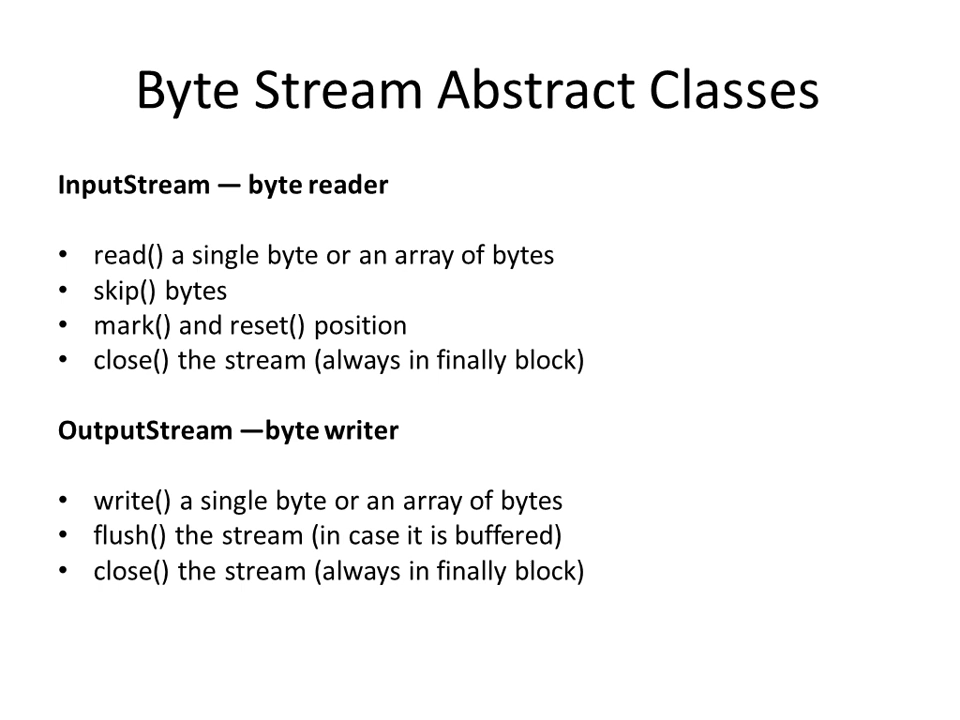 Byte Stream Abstract Classes
InputStream — byte reader
• read() a single byte or an array of bytes
• skip() bytes
• mark() and reset() position
• close() the stream (always in finally block)
OutputStream —byte writer
• write() a single byte or an array of bytes
• flush() the stream (in case it is buffered)
• close() the stream (always in finally block)